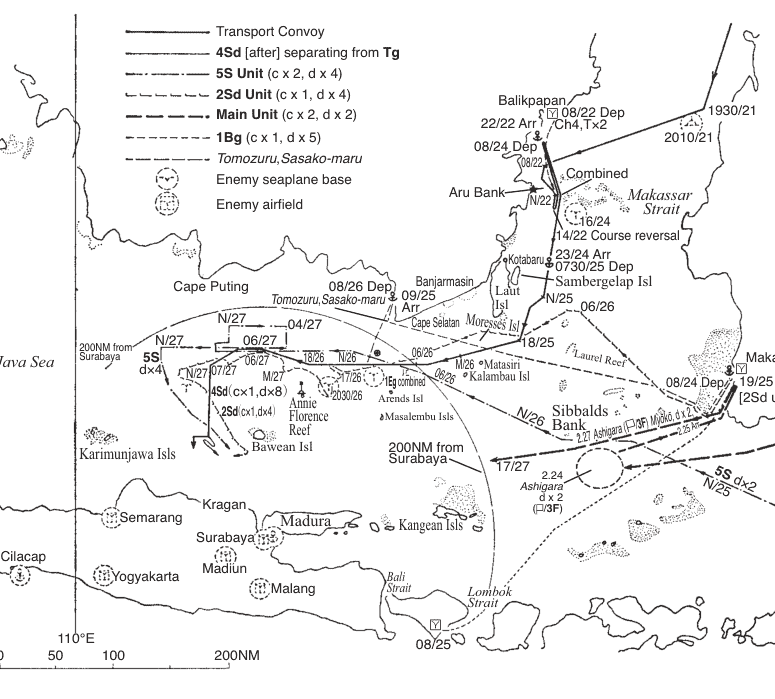 Transport Convoy
4Sd [after] separating from Tg
5S Unit (c x 2, d x 4)
2Sd Unit (c x 1, d x 4)
Main Unit (c x 2, d x 2)
1Bg (c x 1, d x 5)
Tomozuru, Sasako-maru
Enemy seaplane base
Enemy airfield
Balikpapan
08/22 Dep
Ch4,T×2
22/22 Arr
08/24 Dep
08/22
1930/21
2010/21
Combined
Aru Bank
N/22
Makassar
Strait
16/24
14/22 Course reversal
Kotabaru
23/24 Arr
0730/25 Dep
Sambergelap Isl
Laut
Isl
N/25
06/26
Cape Puting
08/26 Dep
Banjarmasin
Tomozuru, Sasako-maru
09/25
Arr
Cape Selatan
Moresses Isl
18/25
N/27
04/27
N/27
06/27
200NM from
Surabaya
Java Sea
5S
d×4
06/27
18/26
N/26
06/26
M/26
Matasiri
Kalambau Isl
Laurel Reef
N/27
07/27
M/27
17/26
2030/26
1Eg combined
06/26
Arends Isl
4Sd(c×1,d×8)
2Sd(c×1,d×4)
Annie
Florence
Reef
Masalembu Isls
N/26
Sibbalds
Bank
08/24 Dep
Maka
19/25
[2Sd u
2.27 Ashigara (/3F) Myōkō, d × 2
2.26 Arr
Karimunjawa Isls
Bawean Isl
200NM from
Surabaya
17/27
2.24
Ashigara
d x 2
(/3F)
5S d×2
N/25
Kragan
Semarang
Surabaya
Madura
Kangean Isls
Cilacap
Yogyakarta
Madiun
Malang
Bali
Strait
Lombok
Strait
08/25
110°E
0 50 100 200NM